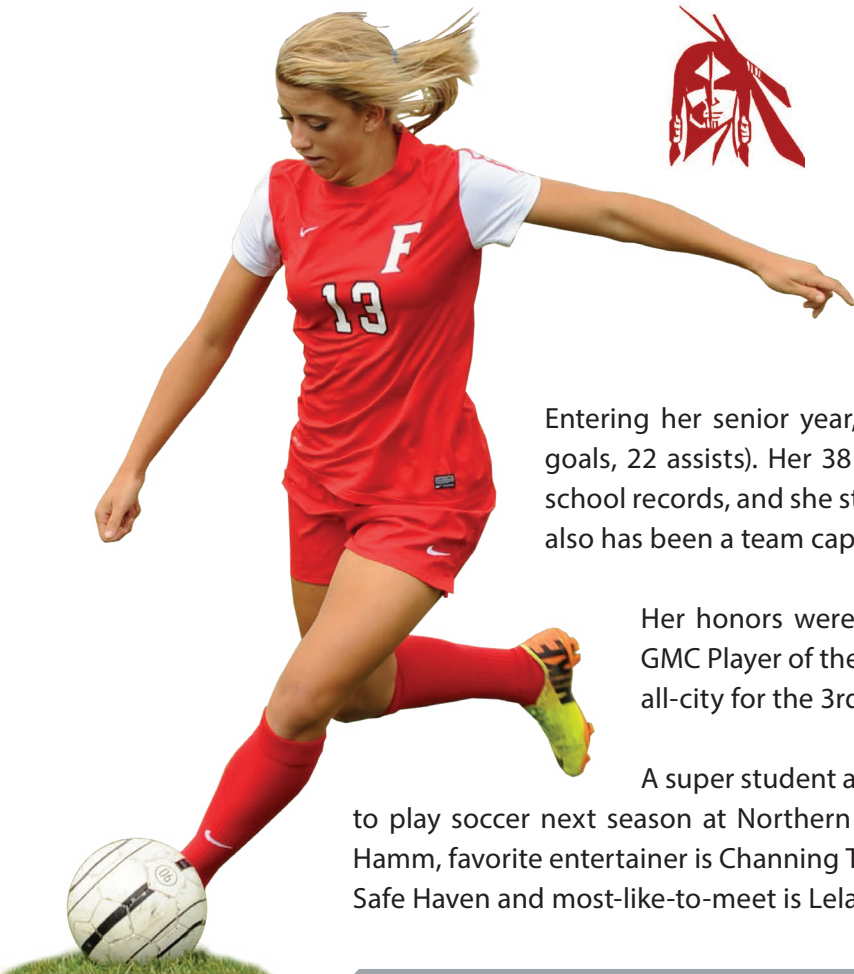 F
13
Entering her senior year,
goals, 22 assists). Her 38
school records, and she st
also has been a team cap
Her honors were
GMC Player of the
all-city for the 3rd
A super student a
to play soccer next season at Northern
Hamm, favorite entertainer is Channing T
Safe Haven and most-like-to-meet is Lela
06